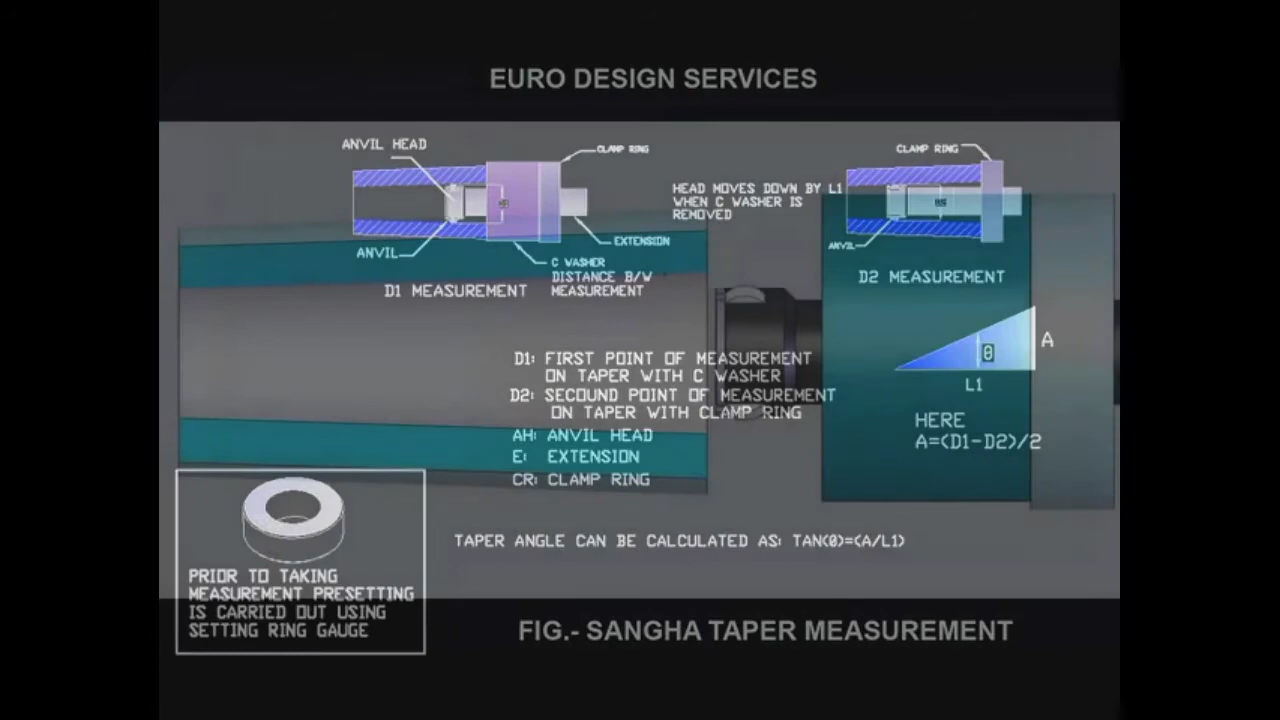 EURO DESIGN SERVICES
ANVIL HEAD
CLAMP RING
ANVIL
EXTENSION
C WASHER
DISTANCE B/W
MEASUREMENT
D1 MEASUREMENT
HEAD MOVES DOWN BY L1
WHEN C WASHER IS
REMOVED
CLAMP RING
ANVIL
D2 MEASUREMENT
θ
A
L1
HERE
A=(D1-D2)/2
D1: FIRST POINT OF MEASUREMENT
ON TAPER WITH C WASHER
D2: SECOUND POINT OF MEASUREMENT
ON TAPER WITH CLAMP RING
AH: ANVIL HEAD
E: EXTENSION
CR: CLAMP RING
TAPER ANGLE CAN BE CALCULATED AS: TAN(θ)=(A/L1)
PRIOR TO TAKING
MEASUREMENT PRESETTING
IS CARRIED OUT USING
SETTING RING GAUGE
FIG.- SANGHA TAPER MEASUREMENT